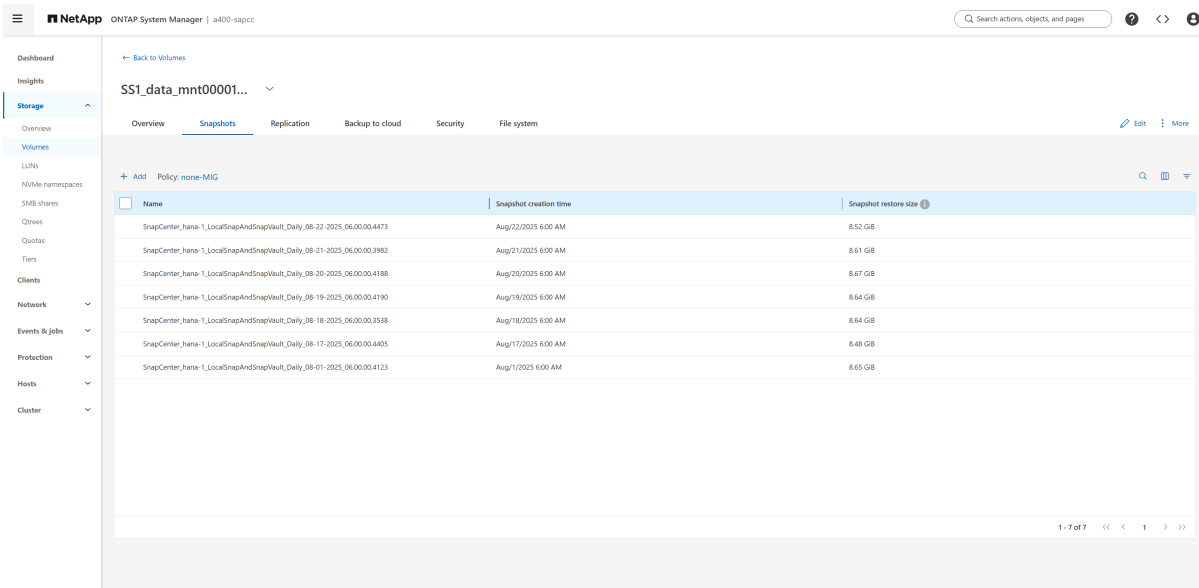 NetApp ONTAP System Manager | a400-sapcc
Search actions, objects, and pages
Dashboard
Insights
Storage
Overview
Volumes
LUNs
NVMe namespaces
SMB shares
Qtrees
Quotas
Tiers
Clients
Network
Events & jobs
Protection
Hosts
Cluster
Back to Volumes
SS1_data_mnt00001...
Overview Snapshots Replication Backup to cloud Security File system
Edit More
Add Policy: none-MIG
Name Snapshot creation time Snapshot restore size
SnapCenter_hana-1_LocalSnapAndSnapVault_Daily_08-22-2025_06.00.00.4473 Aug/22/2025 6:00 AM 8.52 GiB
SnapCenter_hana-1_LocalSnapAndSnapVault_Daily_08-21-2025_06.00.00.3982 Aug/21/2025 6:00 AM 8.61 GiB
SnapCenter_hana-1_LocalSnapAndSnapVault_Daily_08-20-2025_06.00.00.4188 Aug/20/2025 6:00 AM 8.67 GiB
SnapCenter_hana-1_LocalSnapAndSnapVault_Daily_08-19-2025_06.00.00.4190 Aug/19/2025 6:00 AM 8.64 GiB
SnapCenter_hana-1_LocalSnapAndSnapVault_Daily_08-18-2025_06.00.00.3538 Aug/18/2025 6:00 AM 8.64 GiB
SnapCenter_hana-1_LocalSnapAndSnapVault_Daily_08-17-2025_06.00.00.4405 Aug/17/2025 6:00 AM 8.48 GiB
SnapCenter_hana-1_LocalSnapAndSnapVault_Daily_08-01-2025_06.00.00.4123 Aug/1/2025 6:00 AM 8.65 GiB
1 - 7 of 7 << < 1 > >>